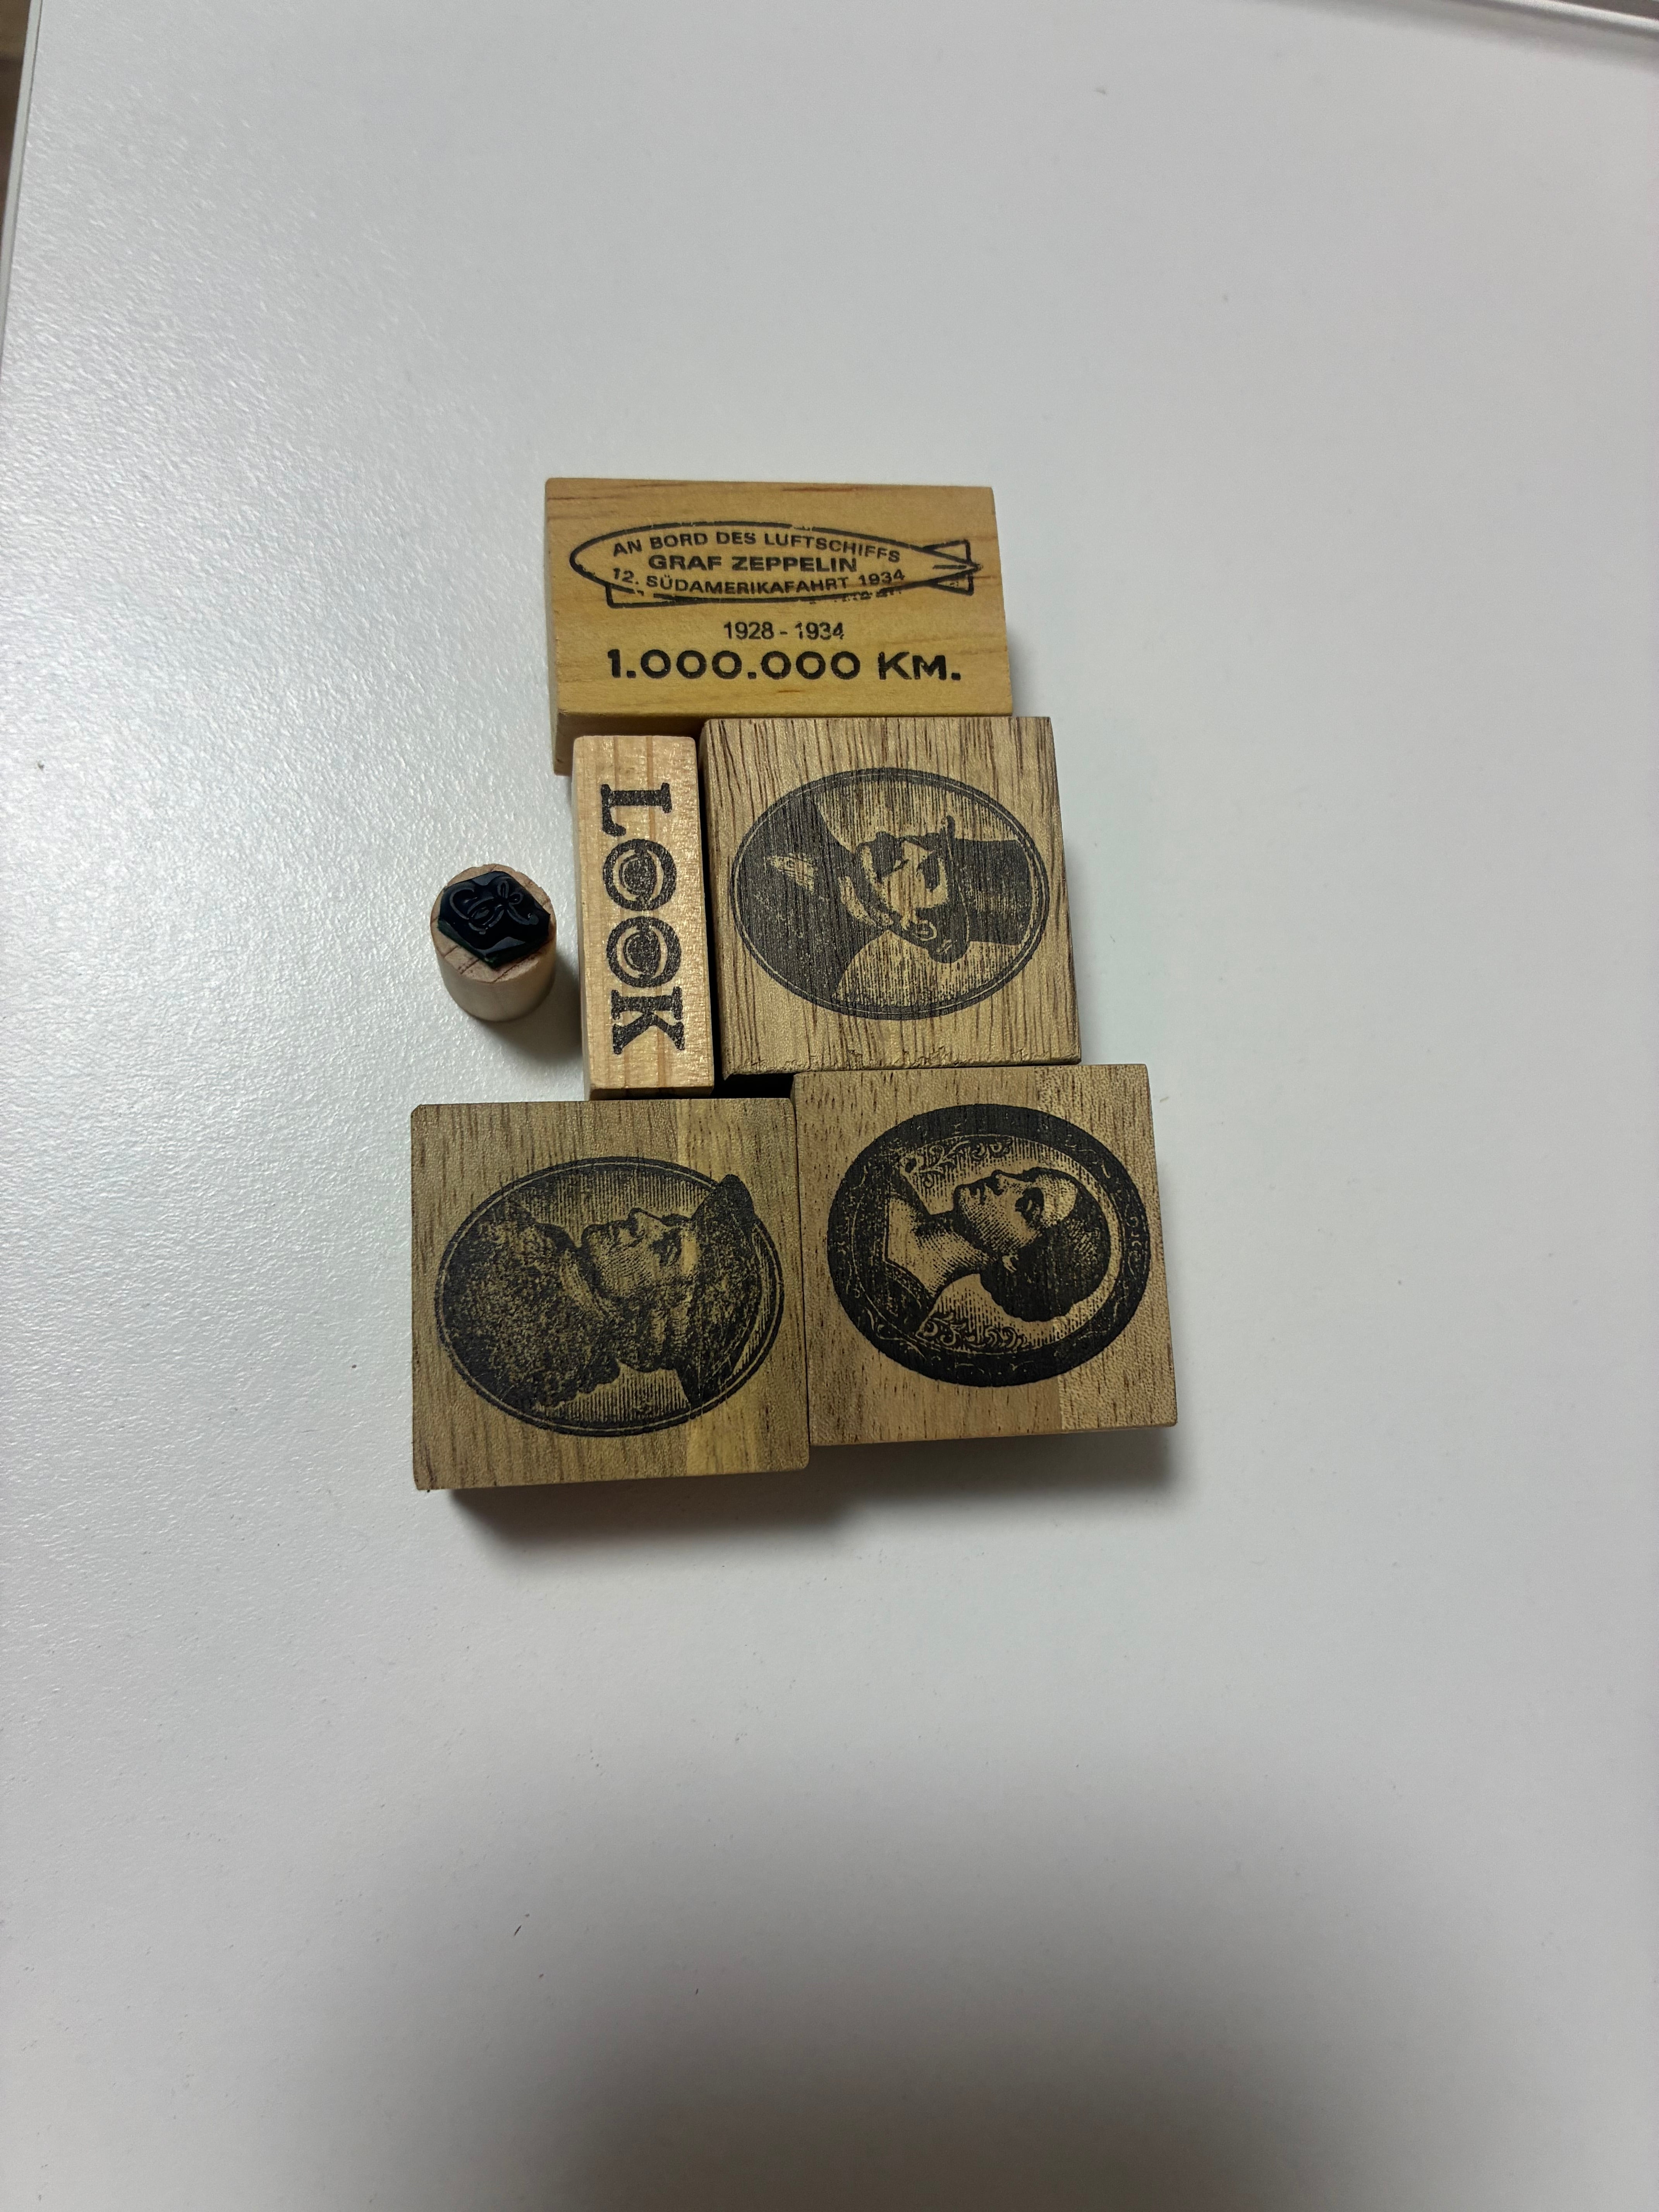 AN BORD DES LUFTSCHIFFS
GRAF ZEPPELIN
12. SÜDAMERIKAFAHRT 1934
1928 - 1934
1.000.000 KM.
LOOK